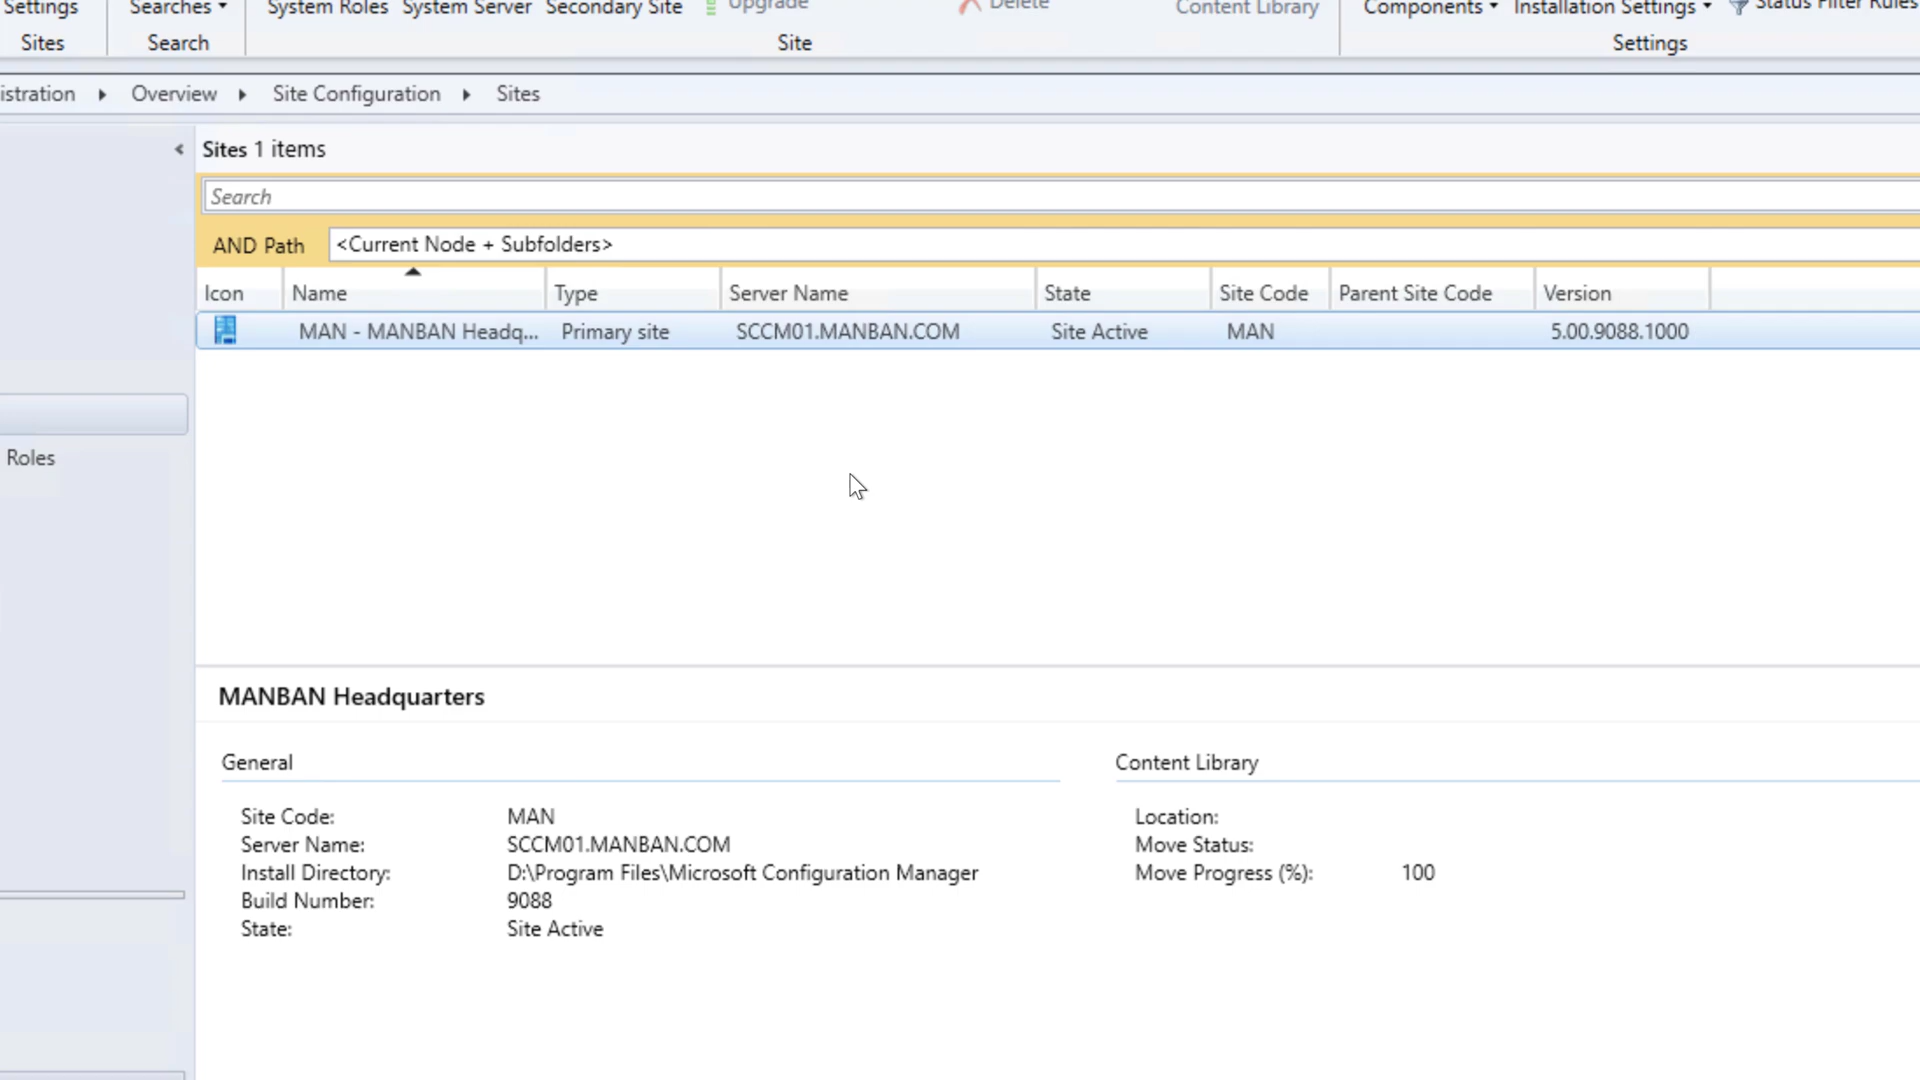 Settings Searches System Roles System Server Secondary Site Upgrade Delete Content Library Components Installation Settings Status Filter Rules
Sites Search Site Settings
istration Overview Site Configuration Sites
Sites 1 items
Search
AND Path <Current Node + Subfolders>
Icon Name Type Server Name State Site Code Parent Site Code Version
MAN - MANBAN Headq... Primary site SCCM01.MANBAN.COM Site Active MAN 5.00.9088.1000
Roles
MANBAN Headquarters
General Content Library
Site Code: MAN Location:
Server Name: SCCM01.MANBAN.COM Move Status:
Install Directory: D:\Program Files\Microsoft Configuration Manager Move Progress (%): 100
Build Number: 9088
State: Site Active